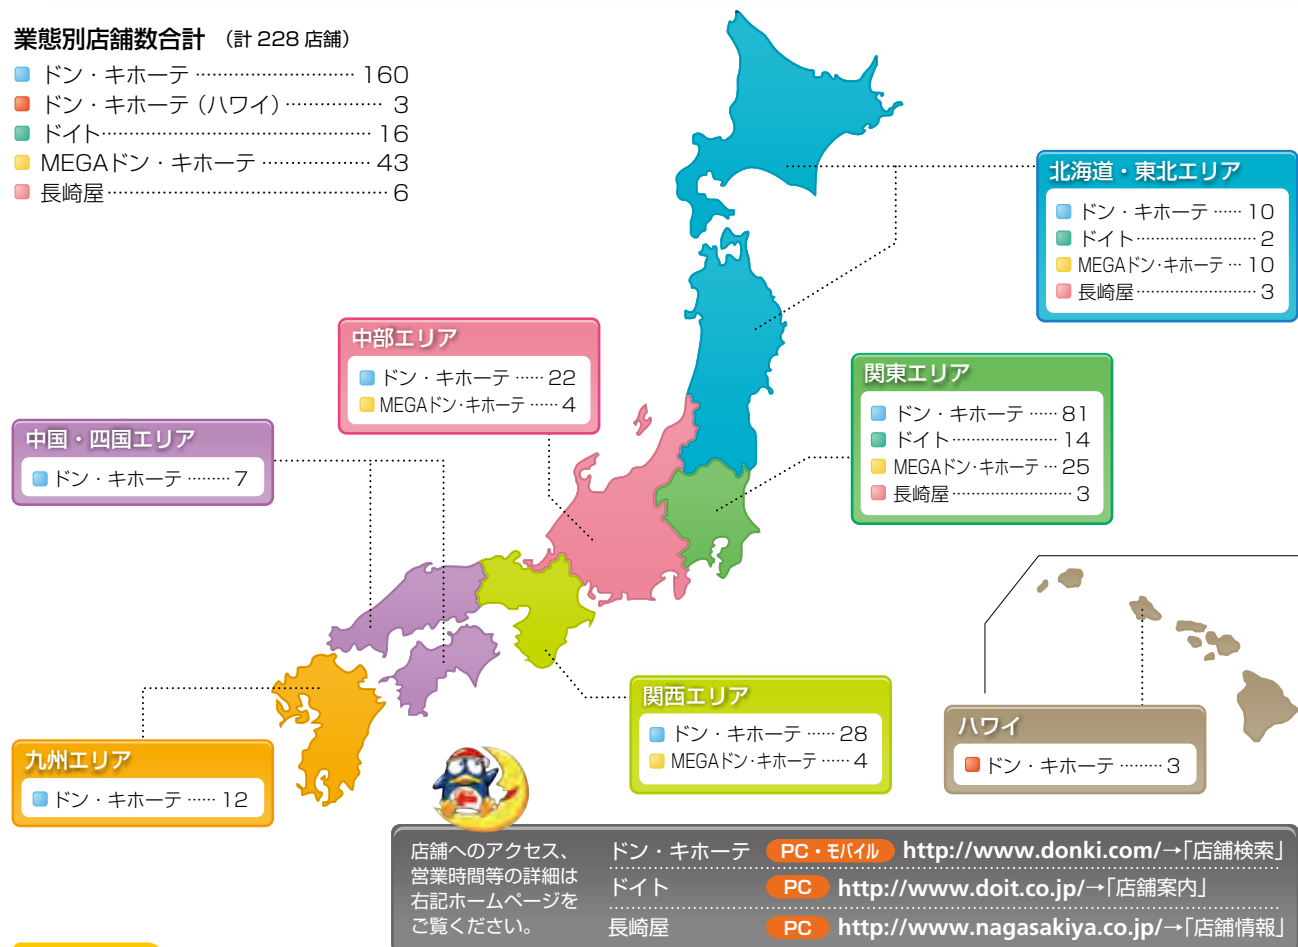 業態別店舗数合計 (計 228 店舗)
ドン・キホーテ ………………………… 160
ドン・キホーテ (ハワイ) ……………… 3
ドイト………………………………………… 16
MEGAドン・キホーテ ………………… 43
長崎屋………………………………………… 6
北海道・東北エリア
ドン・キホーテ …… 10
ドイト………………… 2
MEGAドン・キホーテ … 10
長崎屋………………… 3
中部エリア
ドン・キホーテ …… 22
MEGAドン・キホーテ …… 4
関東エリア
ドン・キホーテ …… 81
ドイト………………… 14
MEGAドン・キホーテ … 25
長崎屋………………… 3
中国・四国エリア
ドン・キホーテ ……… 7
関西エリア
ドン・キホーテ …… 28
MEGAドン・キホーテ …… 4
ハワイ
ドン・キホーテ ……… 3
九州エリア
ドン・キホーテ …… 12
店舗へのアクセス、
営業時間等の詳細は
右記ホームページを
ご覧ください。
ドン・キホーテ PC・モバイル http://www.donki.com/→「店舗検索」
ドイト PC http://www.doit.co.jp/→「店舗案内」
長崎屋 PC http://www.nagasakiya.co.jp/→「店舗情報」